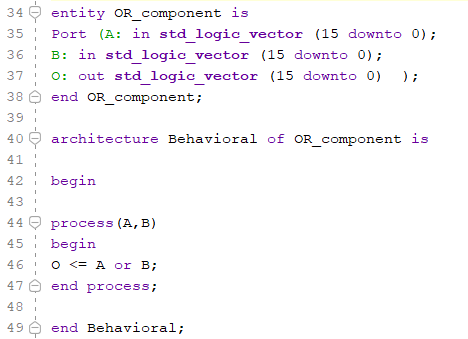 34 entity OR_component is
35 Port (A: in std_logic_vector (15 downto 0);
36 B: in std_logic_vector (15 downto 0);
37 O: out std_logic_vector (15 downto 0)  );
38 end OR_component;
39
40 architecture Behavioral of OR_component is
41
42 begin
43
44 process(A,B)
45 begin
46 O <= A or B;
47 end process;
48
49 end Behavioral;